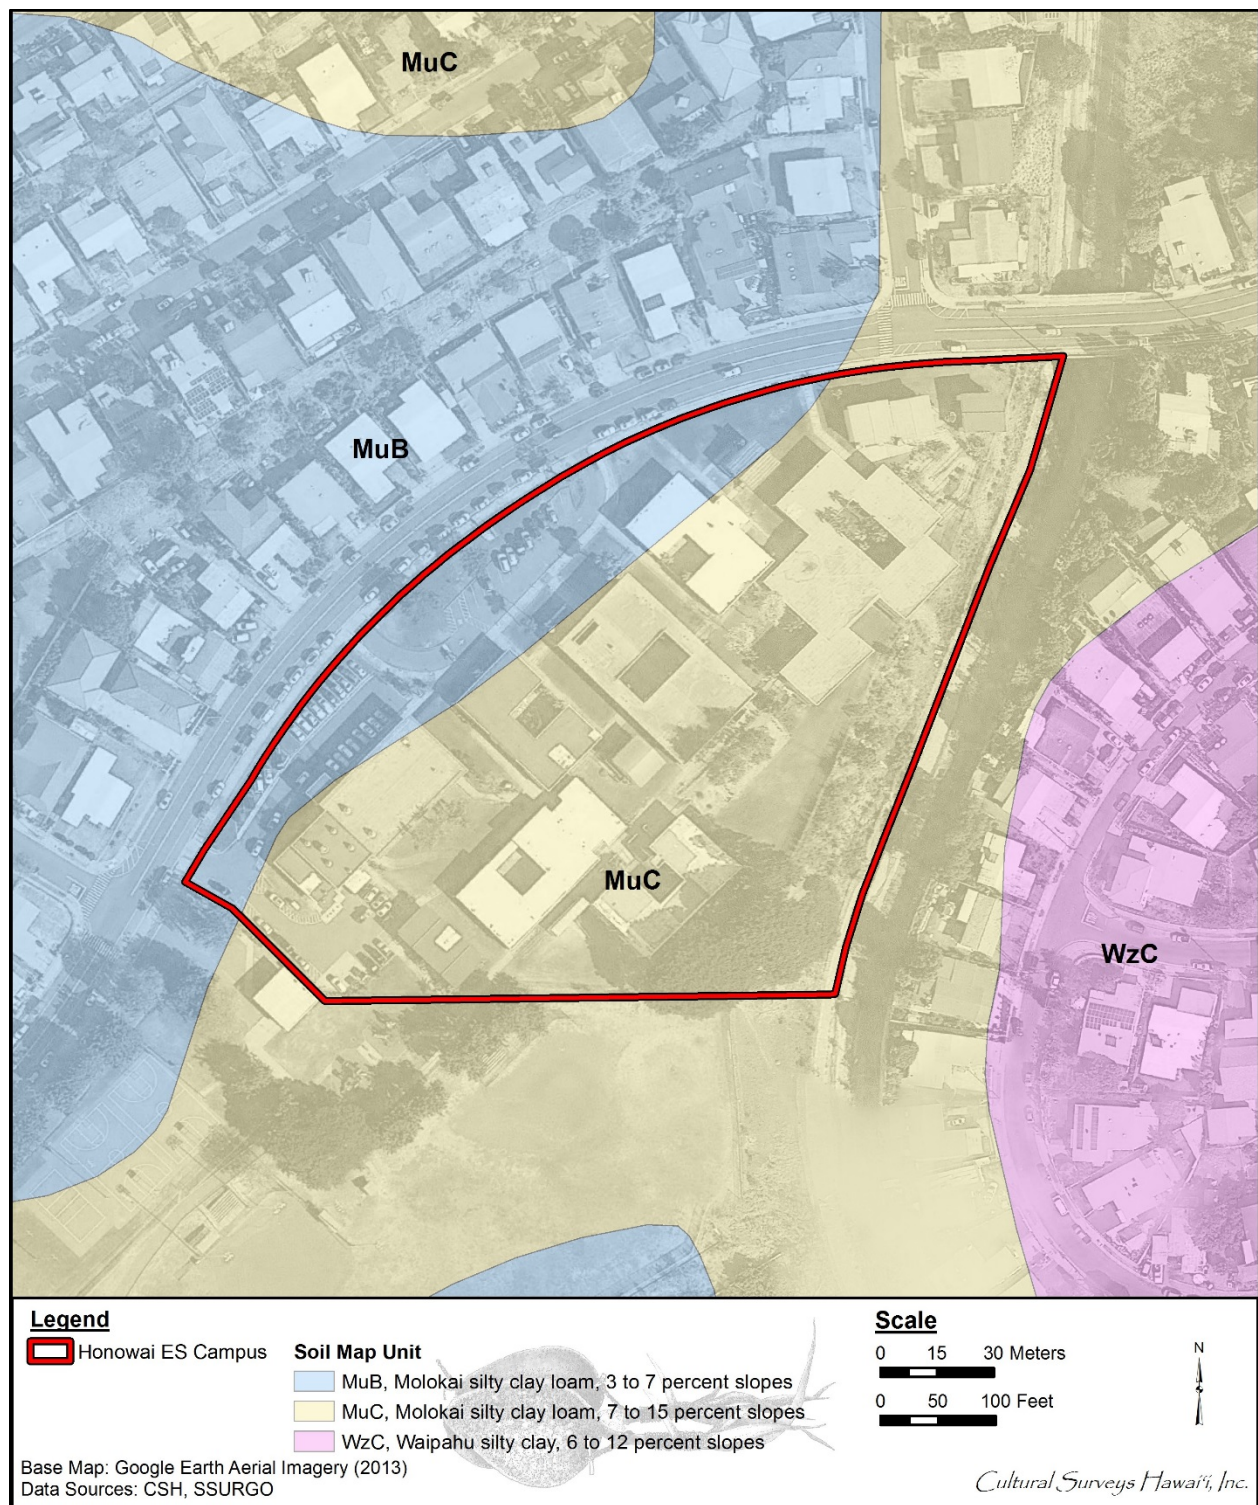 MuC
MuB
MuC
WzC
Legend
Honowai ES Campus
Soil Map Unit
MuB, Molokai silty clay loam, 3 to 7 percent slopes
MuC, Molokai silty clay loam, 7 to 15 percent slopes
WzC, Waipahu silty clay, 6 to 12 percent slopes
Base Map: Google Earth Aerial Imagery (2013)
Data Sources: CSH, SSURGO
Scale
0 15 30 Meters
0 50 100 Feet
N
Cultural Surveys Hawaiʻi, Inc.